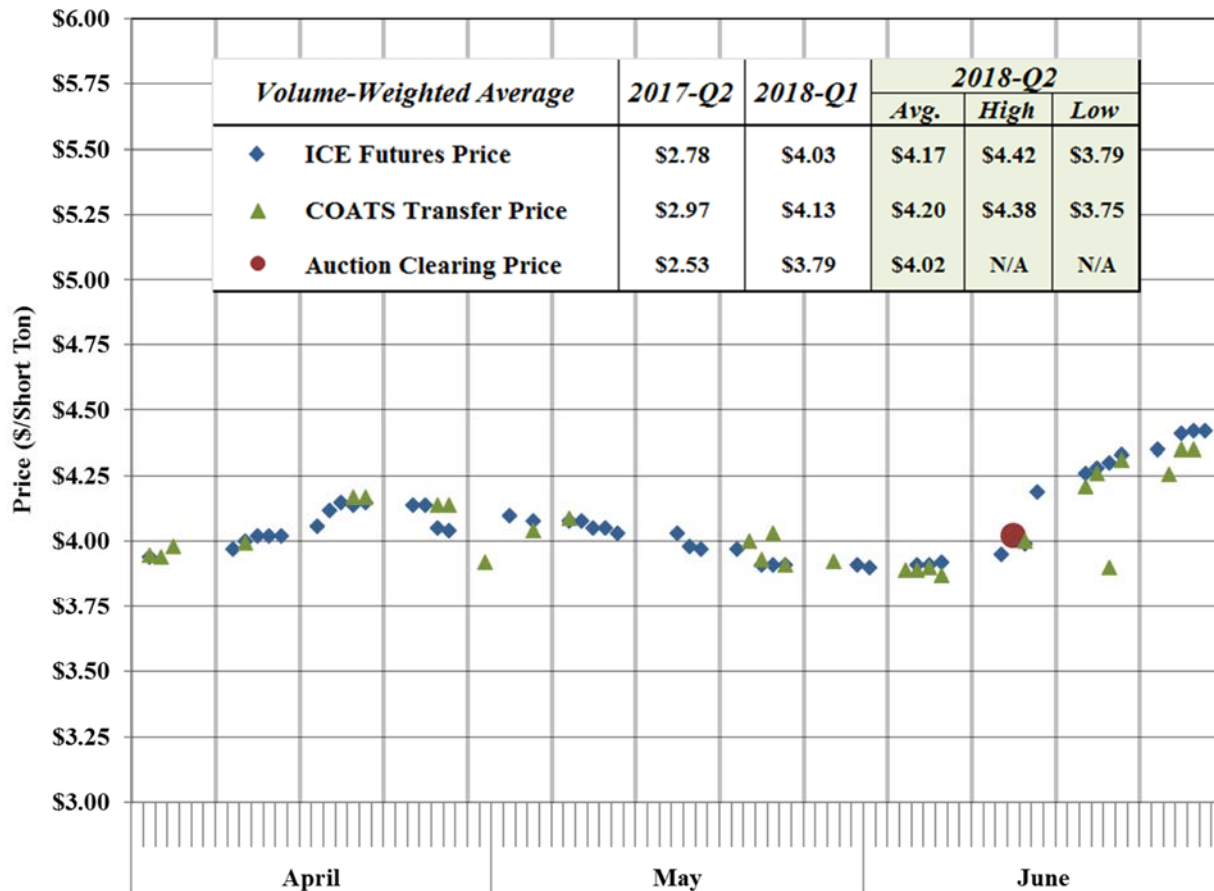 $6.00
$5.75
$5.50
$5.25
$5.00
$4.75
$4.50
$4.25
$4.00
$3.75
$3.50
$3.25
$3.00
Price ($/Short Ton)
Volume-Weighted Average 2017-Q2 2018-Q1 2018-Q2
Avg. High Low
ICE Futures Price $2.78 $4.03 $4.17 $4.42 $3.79
COATS Transfer Price $2.97 $4.13 $4.20 $4.38 $3.75
Auction Clearing Price $2.53 $3.79 $4.02 N/A N/A
April May June